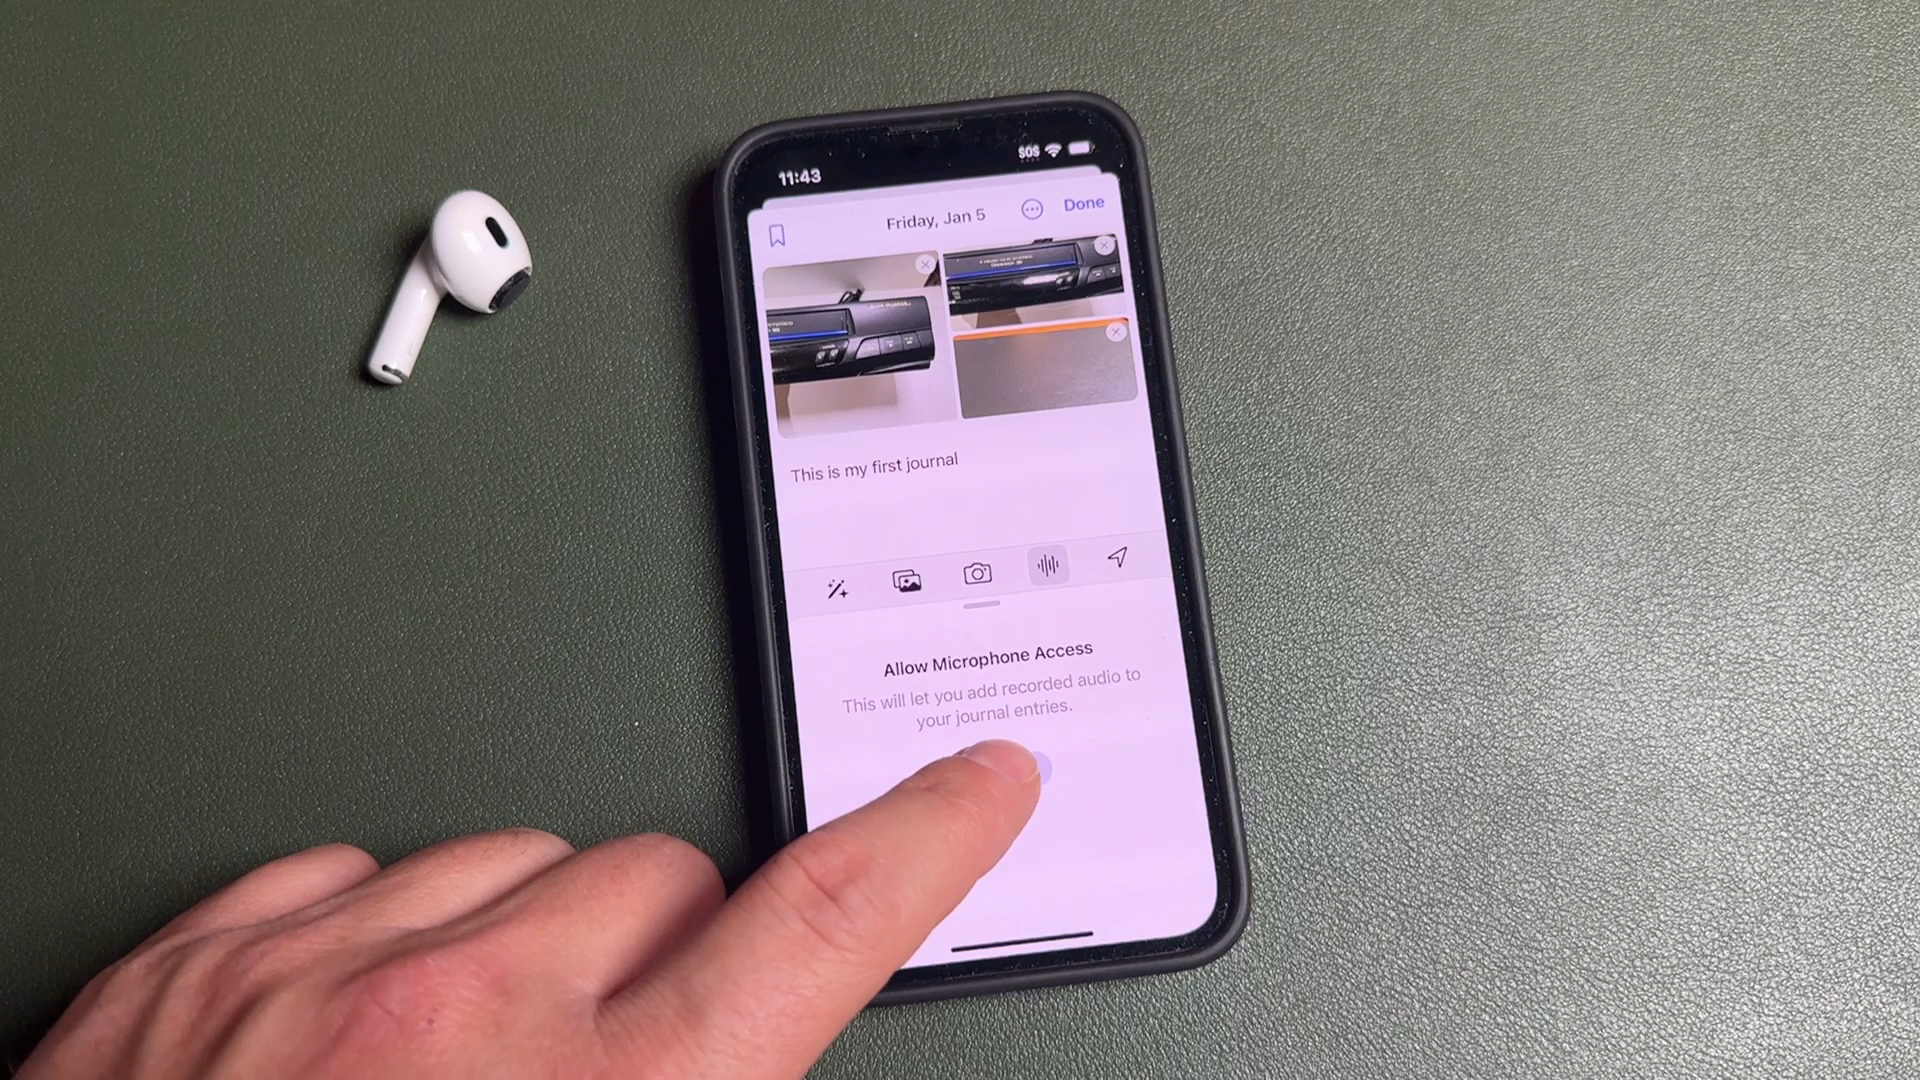 11:43
SOS
Friday, Jan 5
Done
This is my first journal
Allow Microphone Access
This will let you add recorded audio to
your journal entries.